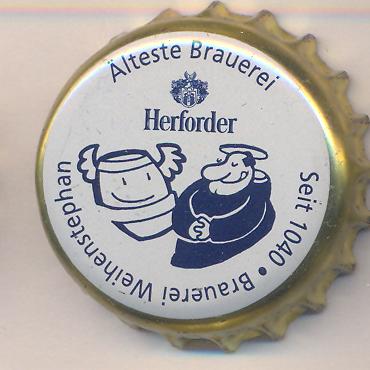 Älteste Brauerei
Seit 1040 • Brauerei Weihenstephan
Herforder